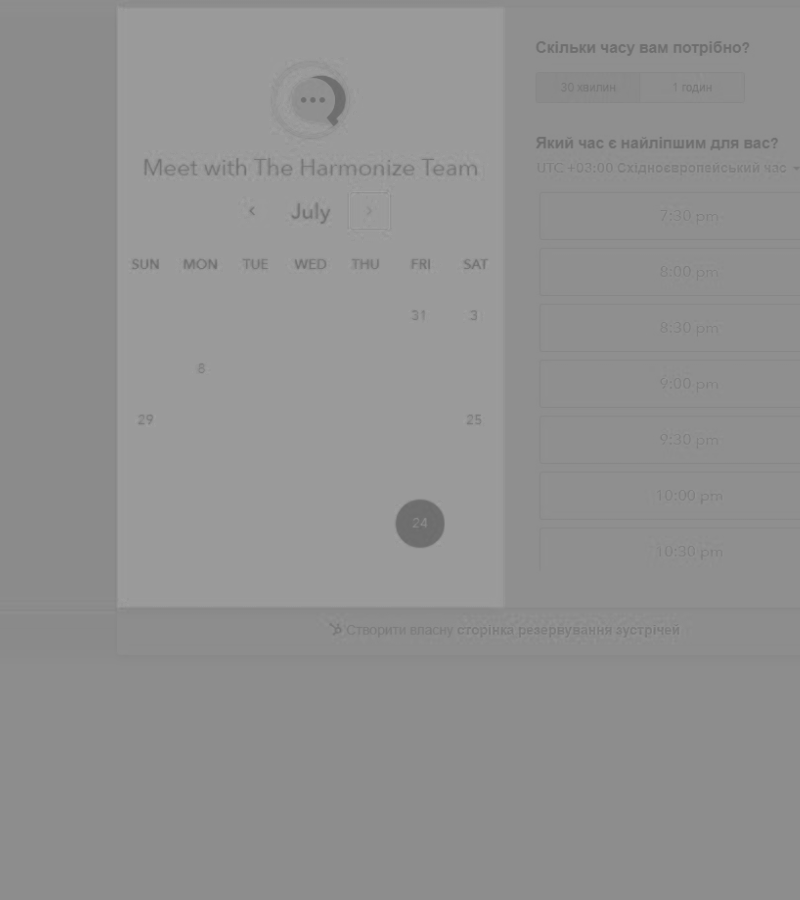 Meet with The Harmonize Team
July
SUN MON TUE WED THU FRI SAT
31 3
8
29 25
24
Скільки часу вам потрібно?
30 хвилин 1 годин
Який час є найліпшим для вас?
UTC +03:00 Східноєвропейський час
7:30 pm
8:00 pm
8:30 pm
9:00 pm
9:30 pm
10:00 pm
10:30 pm
Створити власну сторінка резервування зустрічей